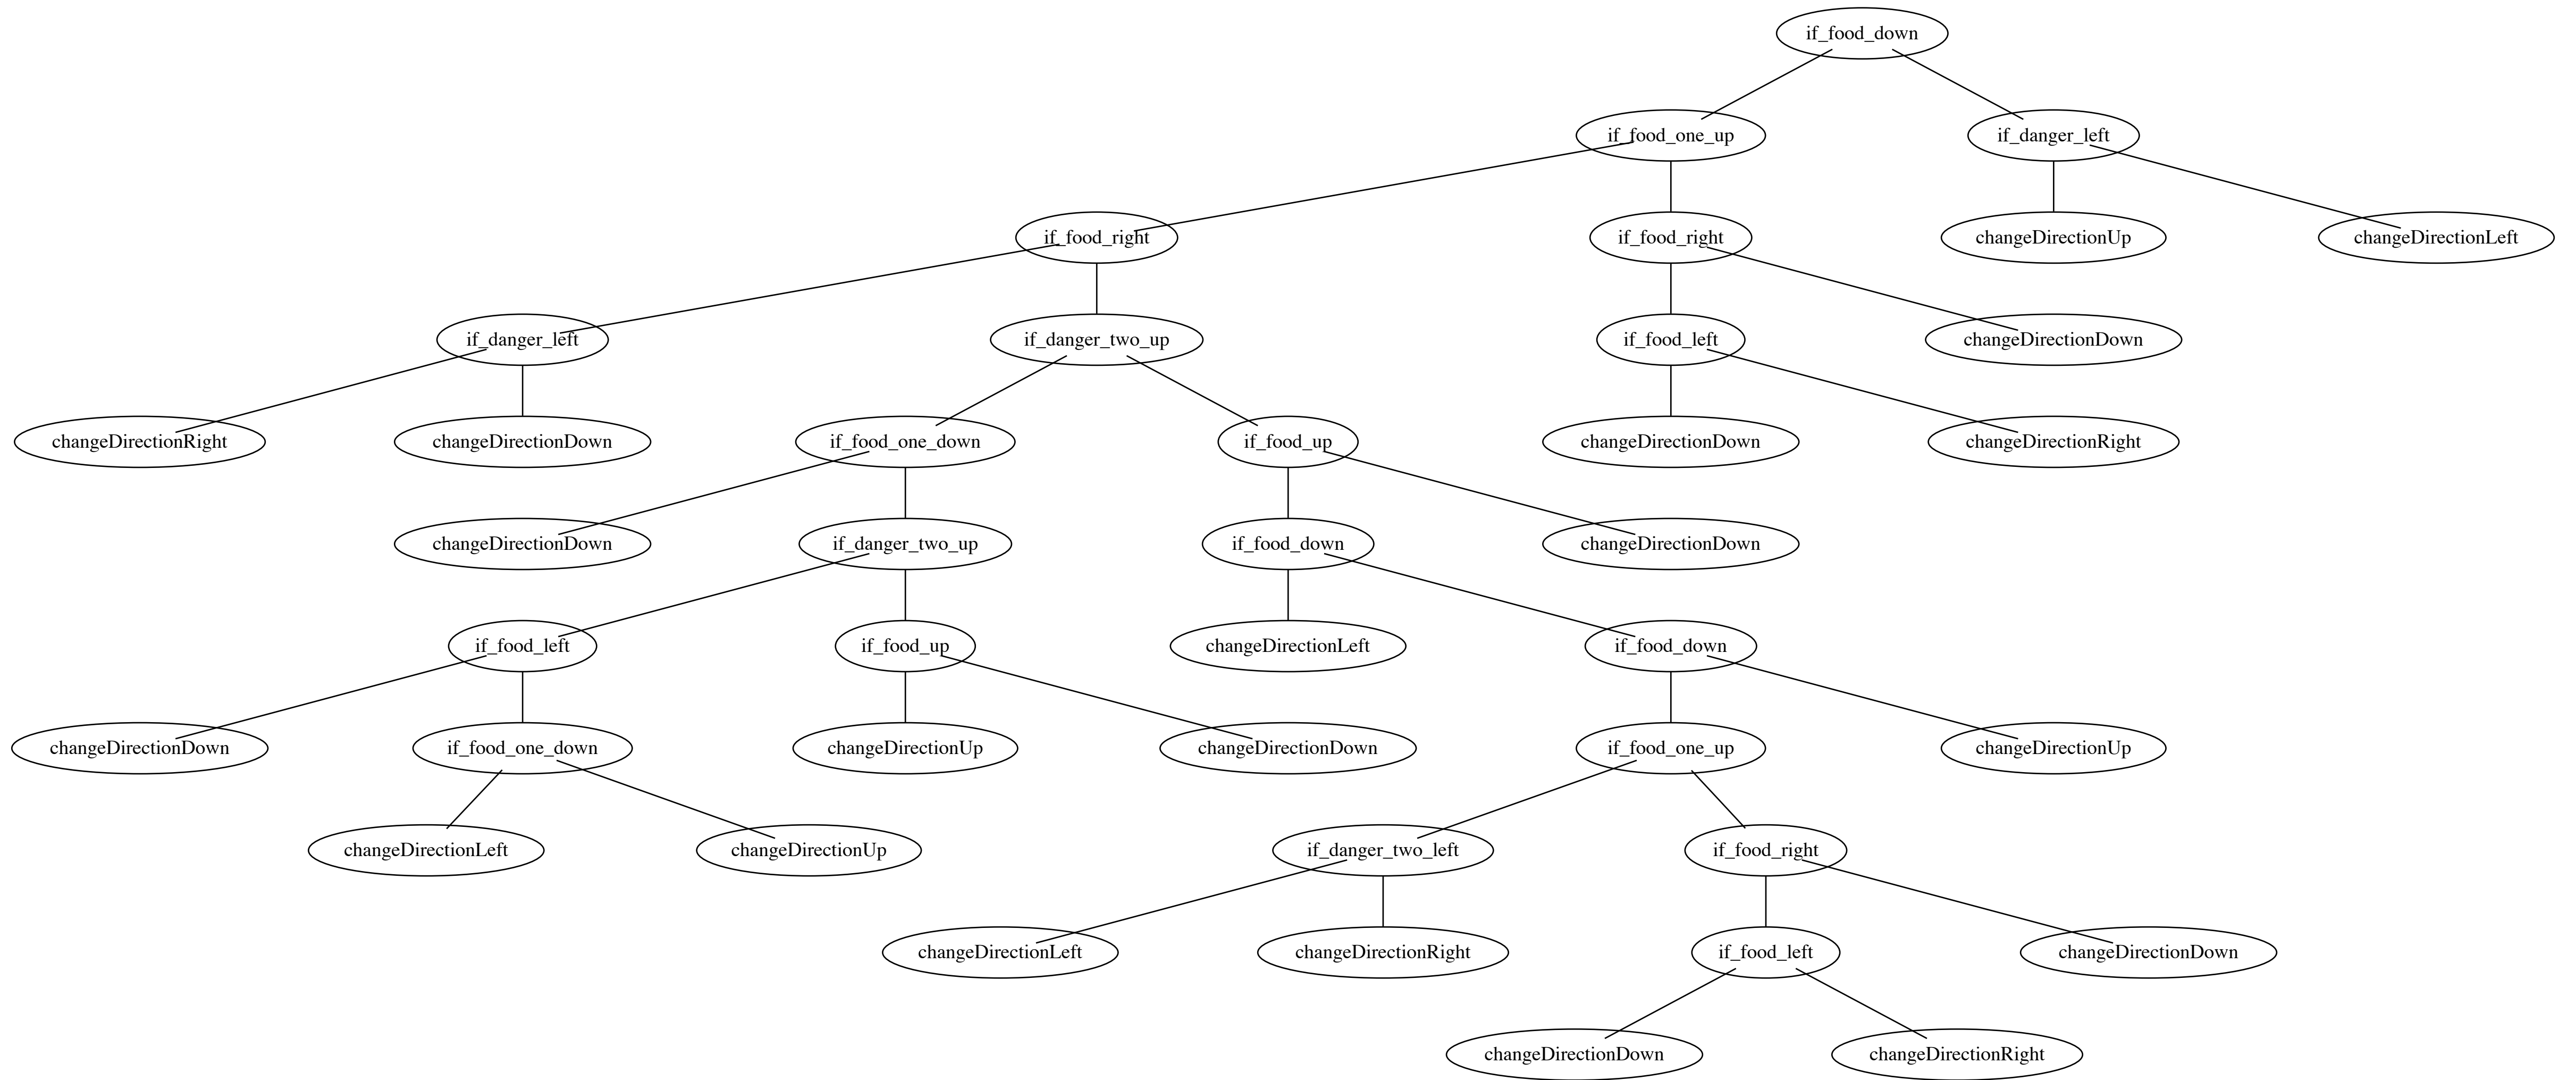 if_food_down
if_food_one_up
if_danger_left
if_food_right
if_food_right
changeDirectionUp
changeDirectionLeft
if_danger_left
if_danger_two_up
if_food_left
changeDirectionDown
changeDirectionRight
changeDirectionDown
if_food_one_down
if_food_up
changeDirectionDown
changeDirectionRight
changeDirectionDown
if_danger_two_up
if_food_down
changeDirectionDown
if_food_left
if_food_up
changeDirectionLeft
if_food_down
changeDirectionDown
if_food_one_down
changeDirectionUp
changeDirectionDown
if_food_one_up
changeDirectionUp
changeDirectionLeft
changeDirectionUp
if_danger_two_left
if_food_right
changeDirectionLeft
changeDirectionRight
if_food_left
changeDirectionDown
changeDirectionDown
changeDirectionRight